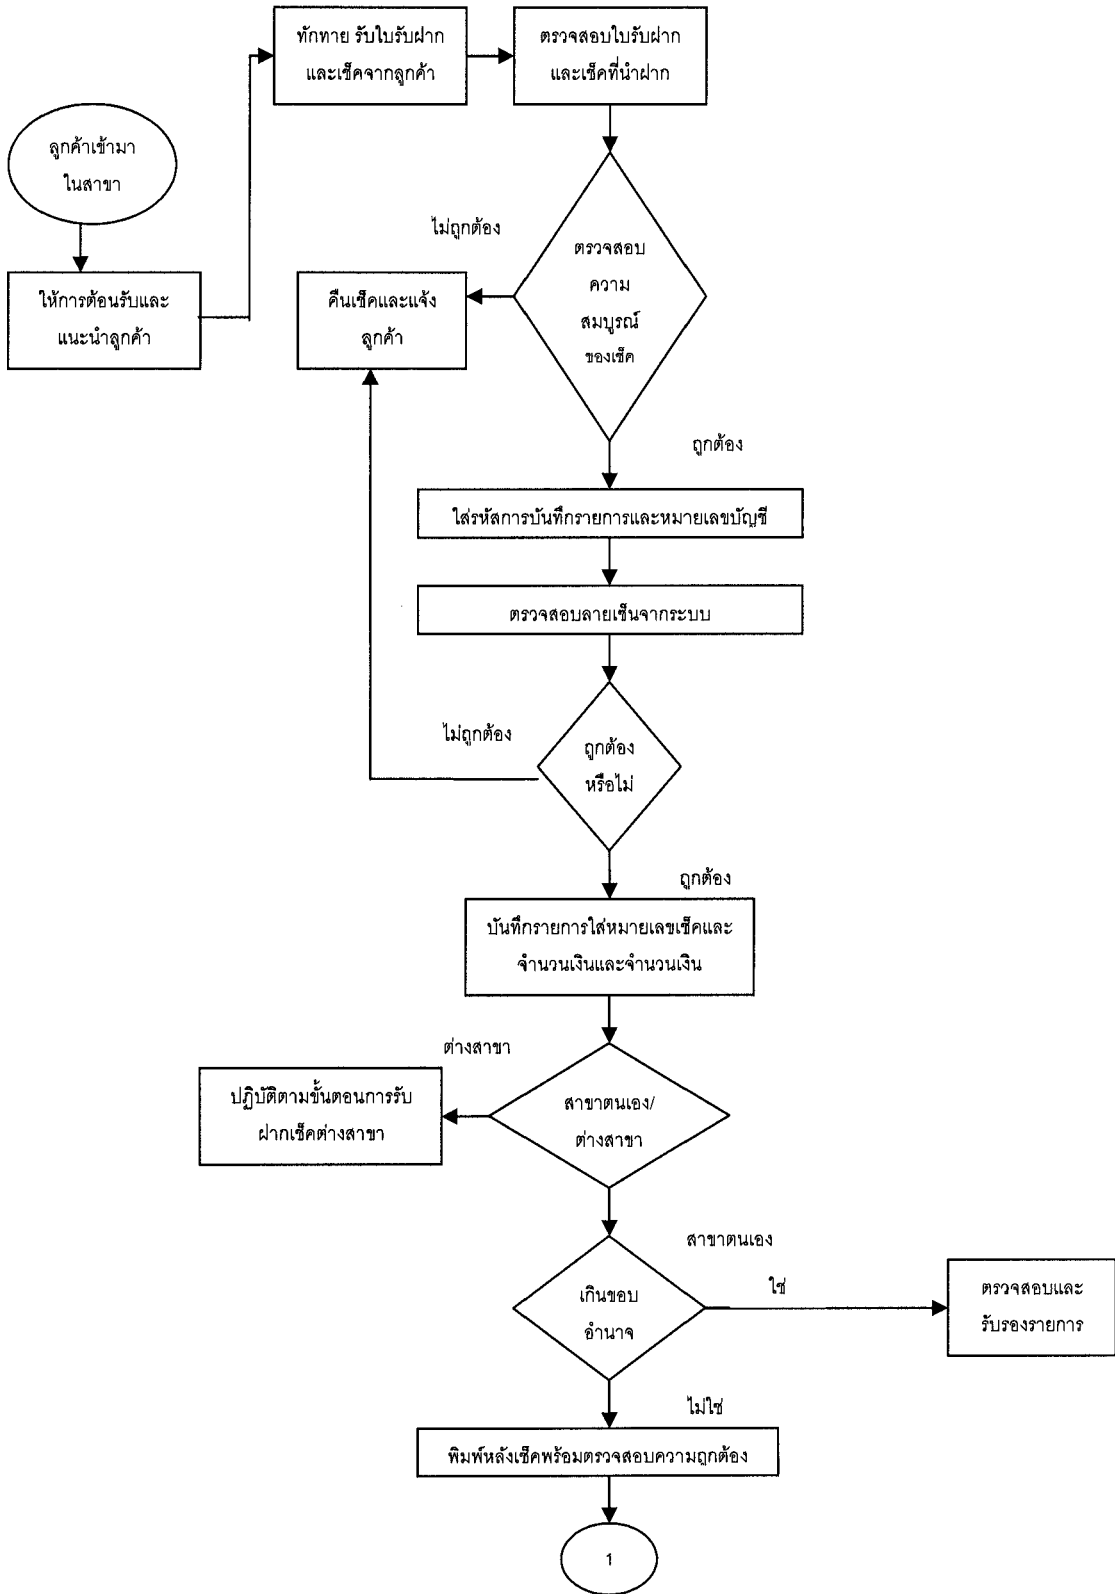 ทักทาย รับใบรับฝาก
และเช็คจากลูกค้า
ตรวจสอบใบรับฝาก
และเช็คที่นำฝาก
ลูกค้าเข้ามา
ในสาขา
ให้การต้อนรับและ
แนะนำลูกค้า
ไม่ถูกต้อง
คืนเช็คและแจ้ง
ลูกค้า
ตรวจสอบ
ความ
สมบูรณ์
ของเช็ค
ถูกต้อง
ใส่รหัสการบันทึกรายการและหมายเลขบัญชี
ตรวจสอบลายเซ็นจากระบบ
ไม่ถูกต้อง
ถูกต้อง
หรือไม่
ถูกต้อง
บันทึกรายการใส่หมายเลขเช็คและ
จำนวนเงินและจำนวนเงิน
ต่างสาขา
ปฏิบัติตามขั้นตอนการรับ
ฝากเช็คต่างสาขา
สาขาตนเอง/
ต่างสาขา
สาขาตนเอง
เกินขอบ
อำนาจ
ใช่
ตรวจสอบและ
รับรองรายการ
ไม่ใช่
พิมพ์หลังเช็คพร้อมตรวจสอบความถูกต้อง
1